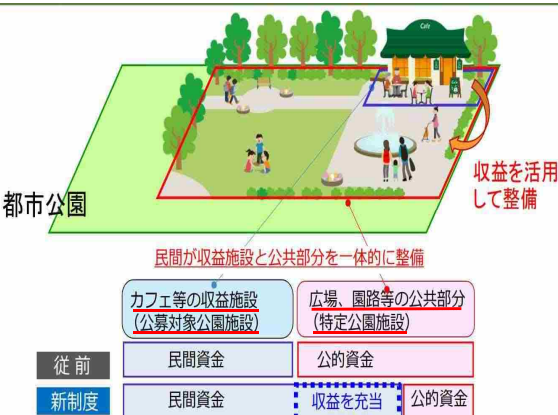 Cafe
収益を活用
して整備
都市公園
民間が収益施設と公共部分を一体的に整備
カフェ等の収益施設
(公募対象公園施設)
広場、園路等の公共部分
(特定公園施設)
従前
民間資金
公的資金
新制度
民間資金
収益を充当
公的資金